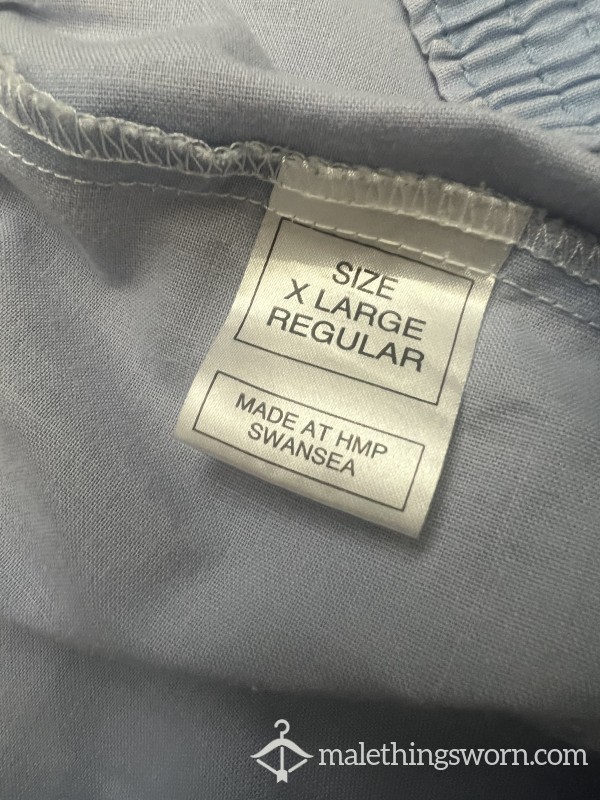 SIZE
X LARGE
REGULAR
MADE AT HMP
SWANSEA
malethingsworn.com